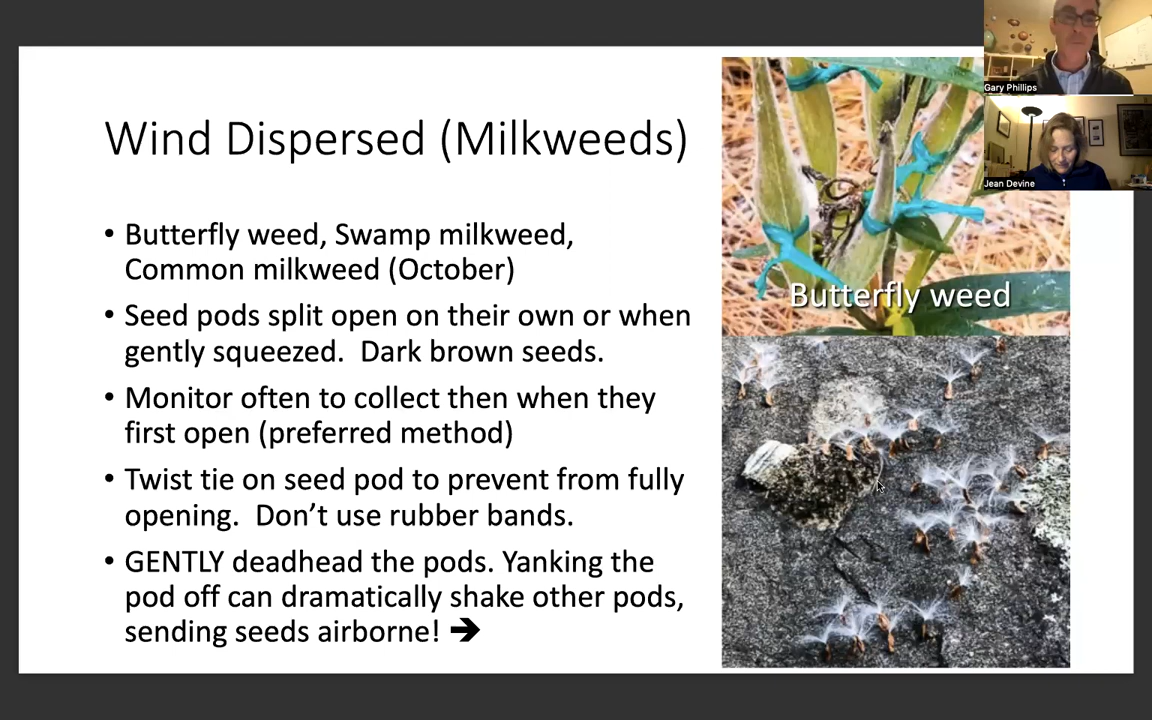 Wind Dispersed (Milkweeds)
• Butterfly weed, Swamp milkweed,
Common milkweed (October)
• Seed pods split open on their own or when
gently squeezed.  Dark brown seeds.
• Monitor often to collect then when they
first open (preferred method)
• Twist tie on seed pod to prevent from fully
opening.  Don’t use rubber bands.
• GENTLY deadhead the pods. Yanking the
pod off can dramatically shake other pods,
sending seeds airborne! ➔
Butterfly weed
Gary Phillips
Jean Devine